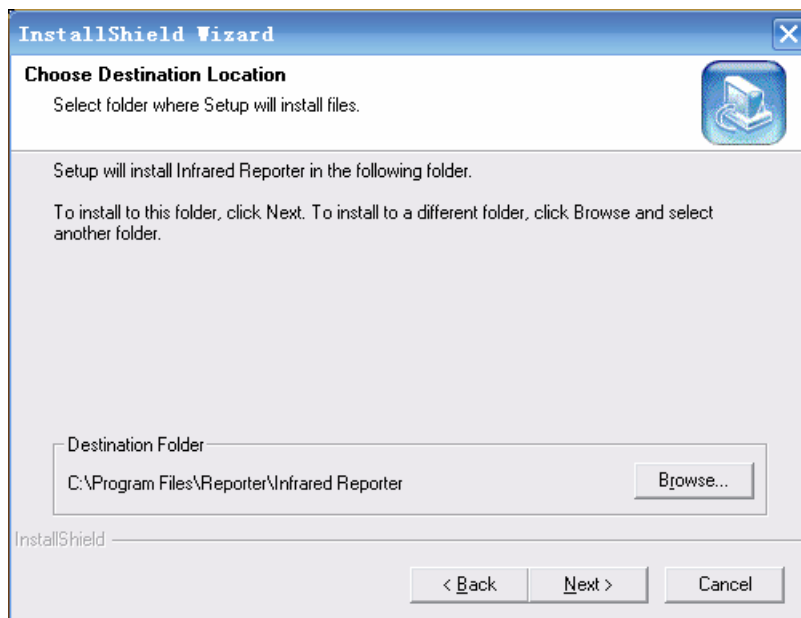 InstallShield Wizard
Choose Destination Location
Select folder where Setup will install files.
Setup will install Infrared Reporter in the following folder.
To install to this folder, click Next. To install to a different folder, click Browse and select
another folder.
Destination Folder
C:\Program Files\Reporter\Infrared Reporter
Browse...
InstallShield
< Back
Next >
Cancel